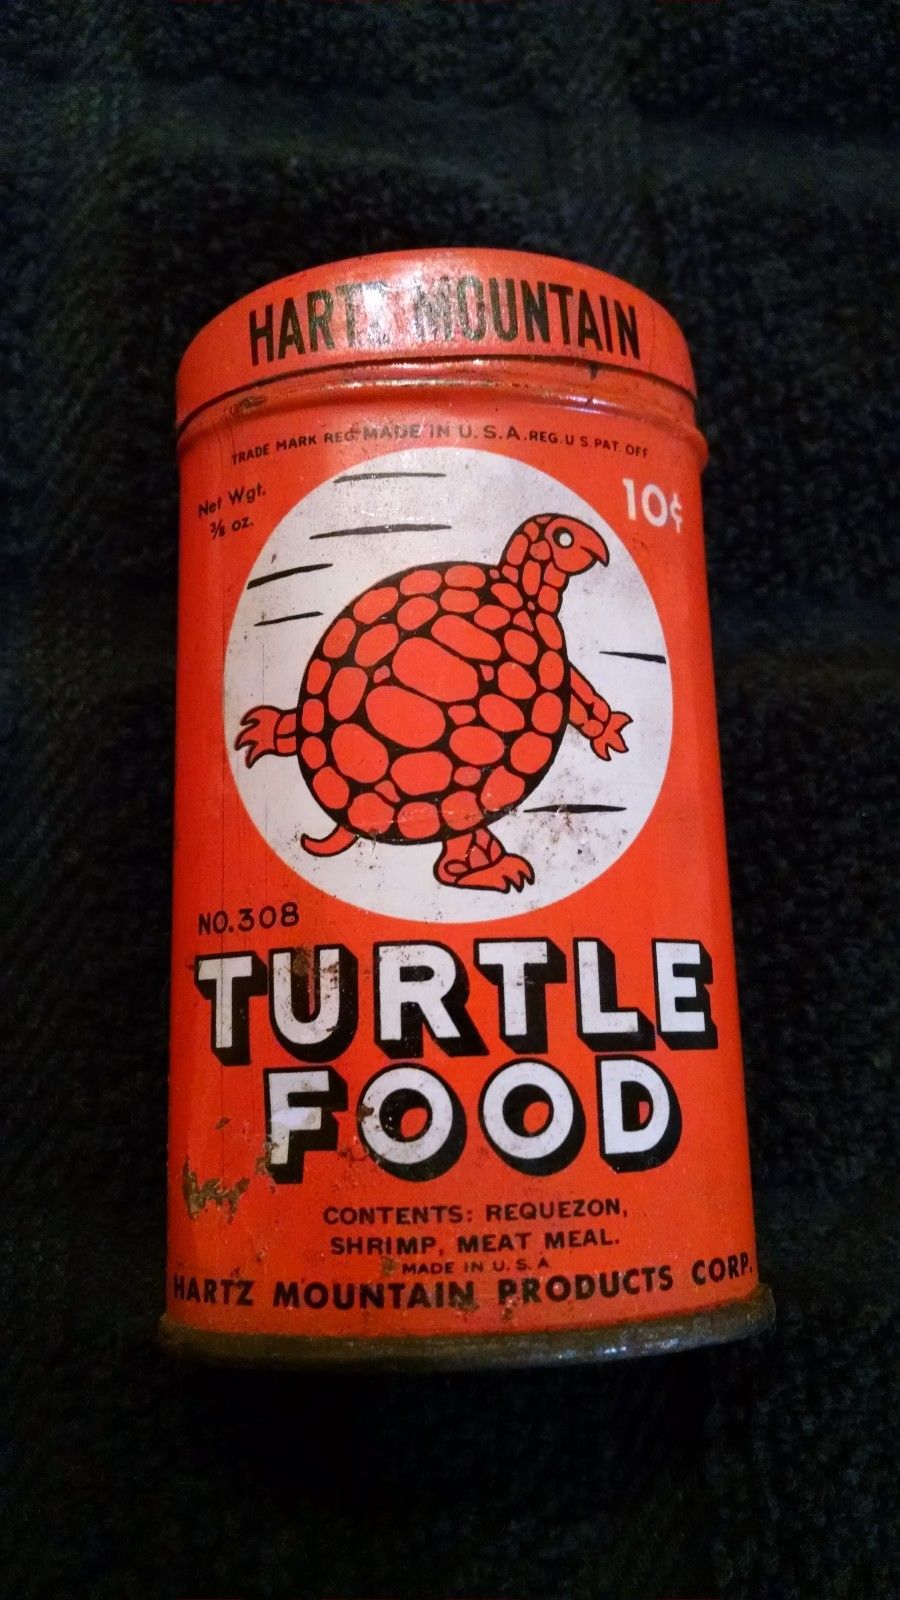 HARTZ MOUNTAIN
TRADE MARK REG. MADE IN U.S.A. REG. U.S. PAT. OFF
Net Wgt.
⅜ oz.
10¢
NO.308
TURTLE
FOOD
CONTENTS: REQUEZON,
SHRIMP, MEAT MEAL.
MADE IN U.S.A
HARTZ MOUNTAIN PRODUCTS CORP.